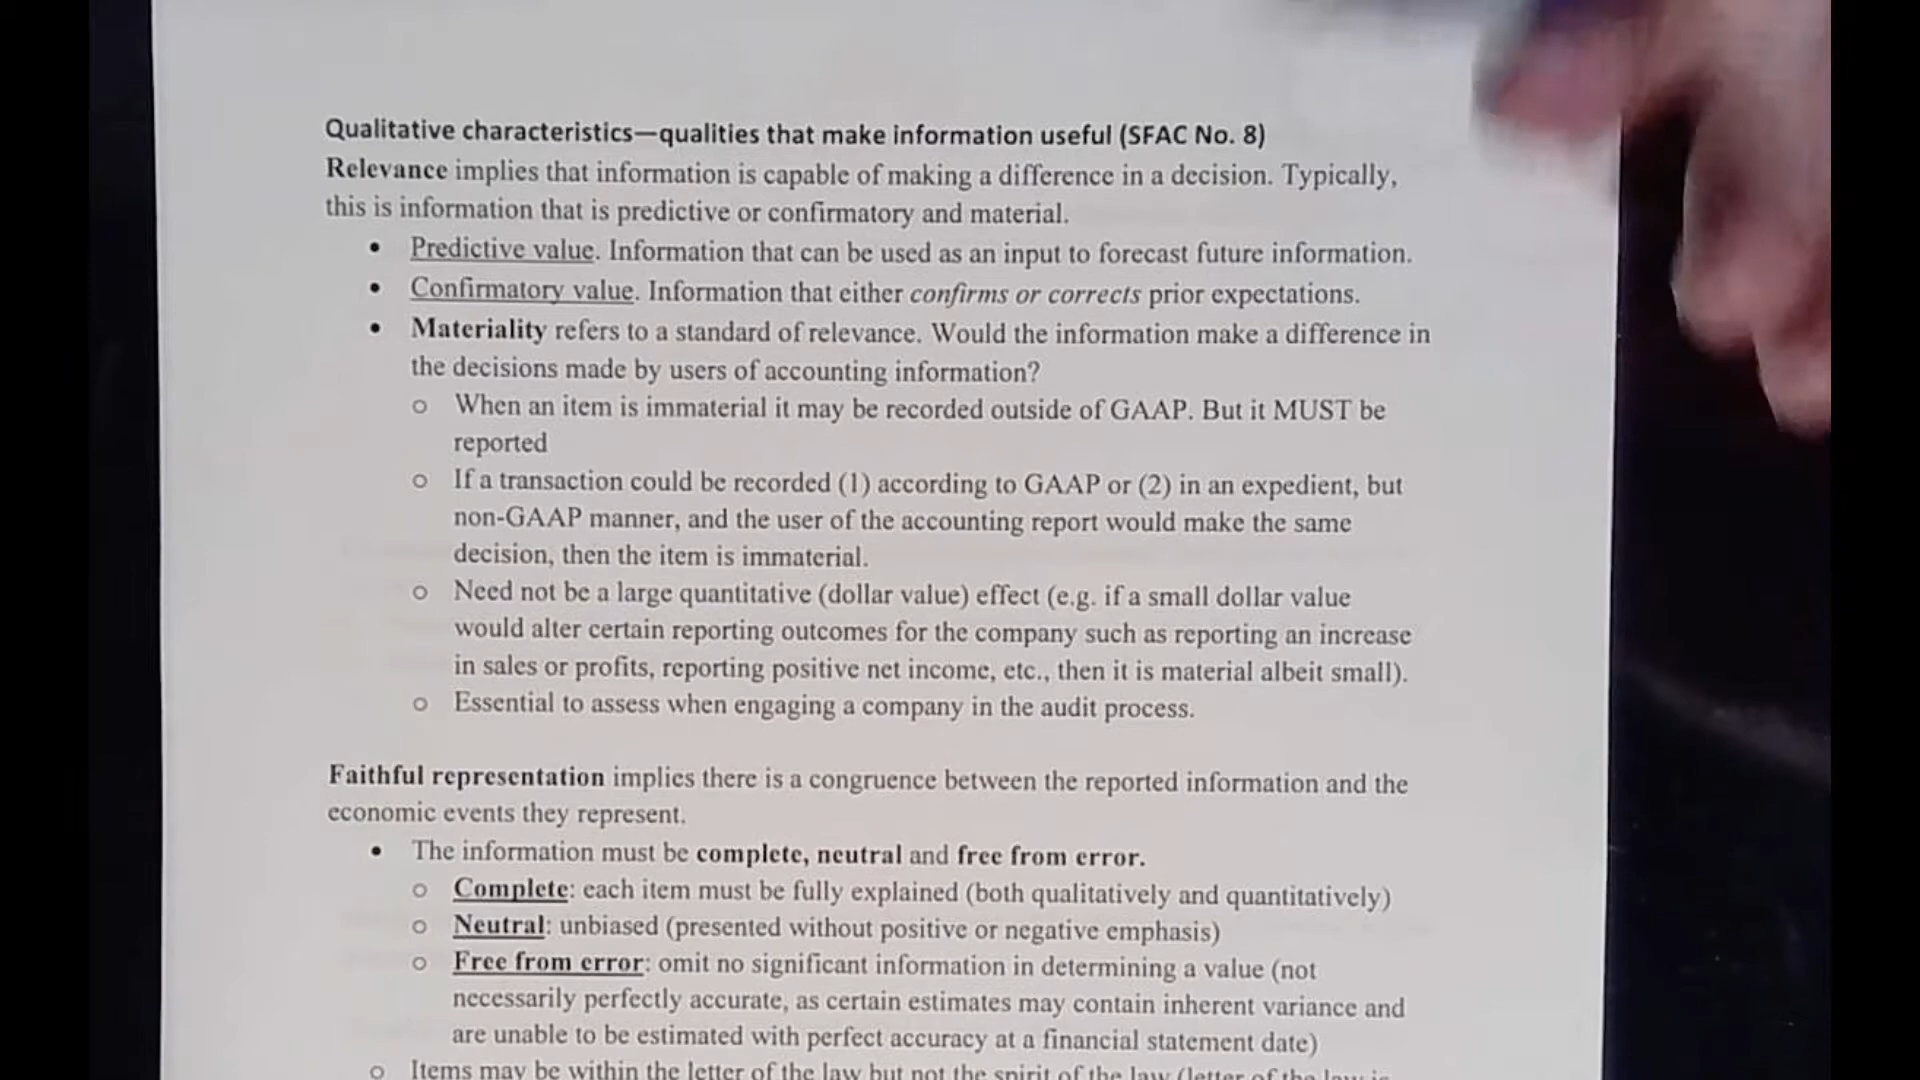 Qualitative characteristics—qualities that make information useful (SFAC No. 8)
Relevance implies that information is capable of making a difference in a decision. Typically,
this is information that is predictive or confirmatory and material.
• Predictive value. Information that can be used as an input to forecast future information.
• Confirmatory value. Information that either confirms or corrects prior expectations.
• Materiality refers to a standard of relevance. Would the information make a difference in
the decisions made by users of accounting information?
o When an item is immaterial it may be recorded outside of GAAP. But it MUST be
reported
o If a transaction could be recorded (1) according to GAAP or (2) in an expedient, but
non-GAAP manner, and the user of the accounting report would make the same
decision, then the item is immaterial.
o Need not be a large quantitative (dollar value) effect (e.g. if a small dollar value
would alter certain reporting outcomes for the company such as reporting an increase
in sales or profits, reporting positive net income, etc., then it is material albeit small).
o Essential to assess when engaging a company in the audit process.
Faithful representation implies there is a congruence between the reported information and the
economic events they represent.
• The information must be complete, neutral and free from error.
o Complete: each item must be fully explained (both qualitatively and quantitatively)
o Neutral: unbiased (presented without positive or negative emphasis)
o Free from error: omit no significant information in determining a value (not
necessarily perfectly accurate, as certain estimates may contain inherent variance and
are unable to be estimated with perfect accuracy at a financial statement date)
o Items may be within the letter of the law but not the spirit of the law (letter of the law is